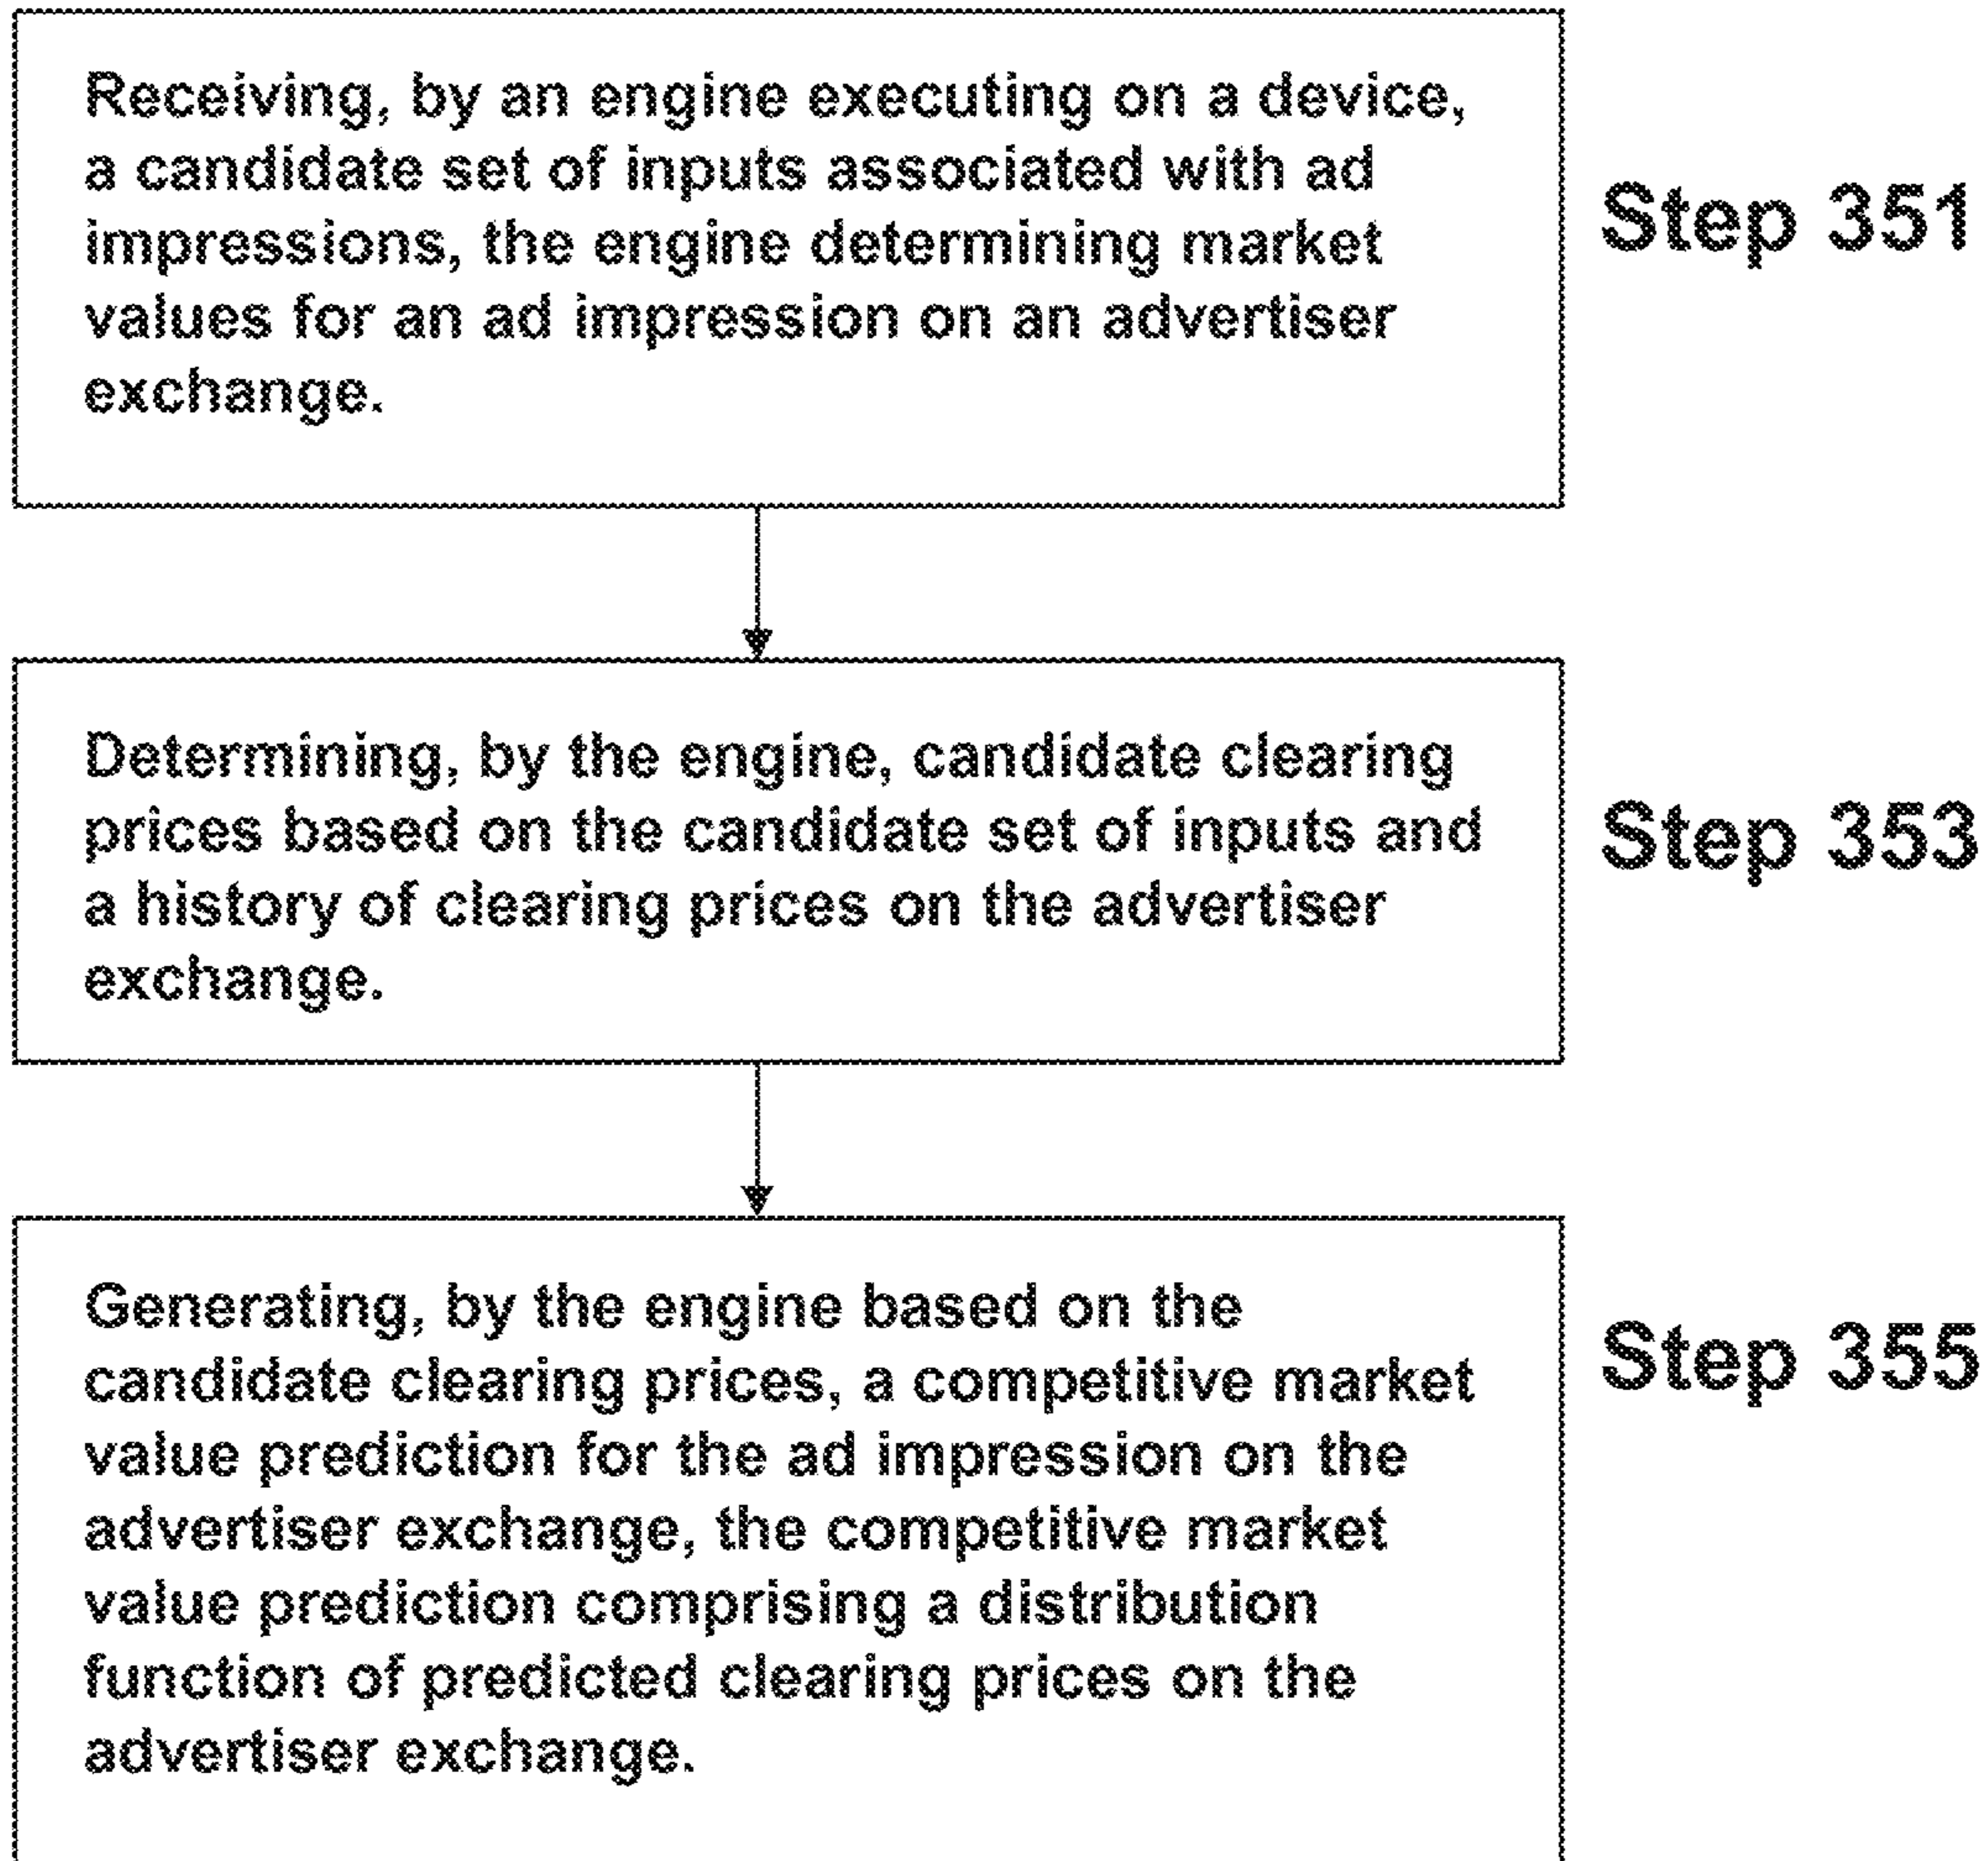 Receiving, by an engine executing on a device,
a candidate set of inputs associated with ad
impressions, the engine determining market
values for an ad impression on an advertiser
exchange.
Step 351
Determining, by the engine, candidate clearing
prices based on the candidate set of inputs and
a history of clearing prices on the advertiser
exchange.
Step 353
Generating, by the engine based on the
candidate clearing prices, a competitive market
value prediction for the ad impression on the
advertiser exchange, the competitive market
value prediction comprising a distribution
function of predicted clearing prices on the
advertiser exchange.
Step 355